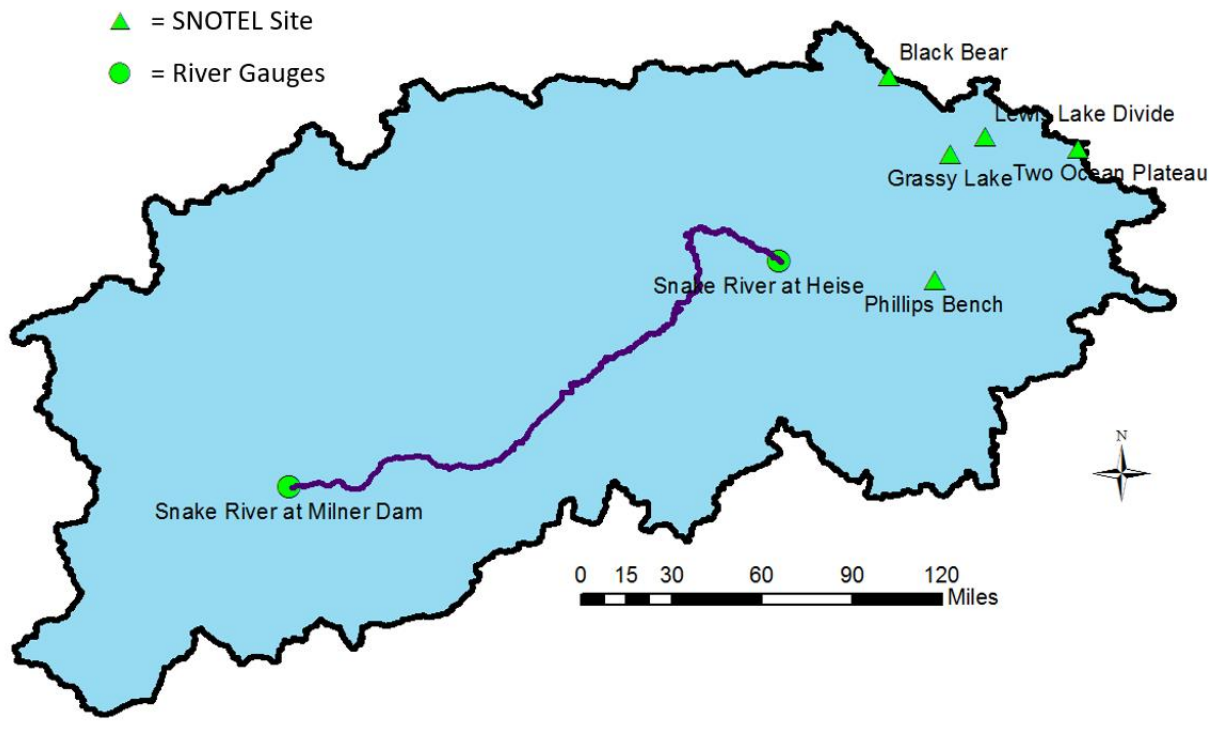 = SNOTEL Site
= River Gauges
Black Bear
Lewis Lake Divide
Grassy Lake
Two Ocean Plateau
Snake River at Heise
Phillips Bench
N
Snake River at Milner Dam
0 15 30 60 90 120
Miles